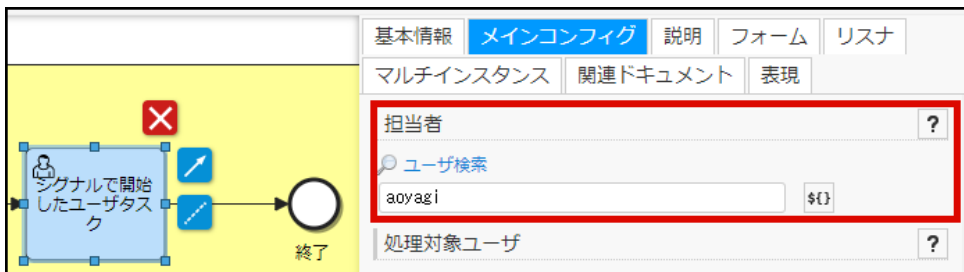 基本情報 メインコンフィグ 説明 フォーム リスナ
マルチインスタンス 関連ドキュメント 表現
担当者 ?
ユーザ検索
aoyagi ${}
処理対象ユーザ ?
シグナルで開始
したユーザタス
ク
終了